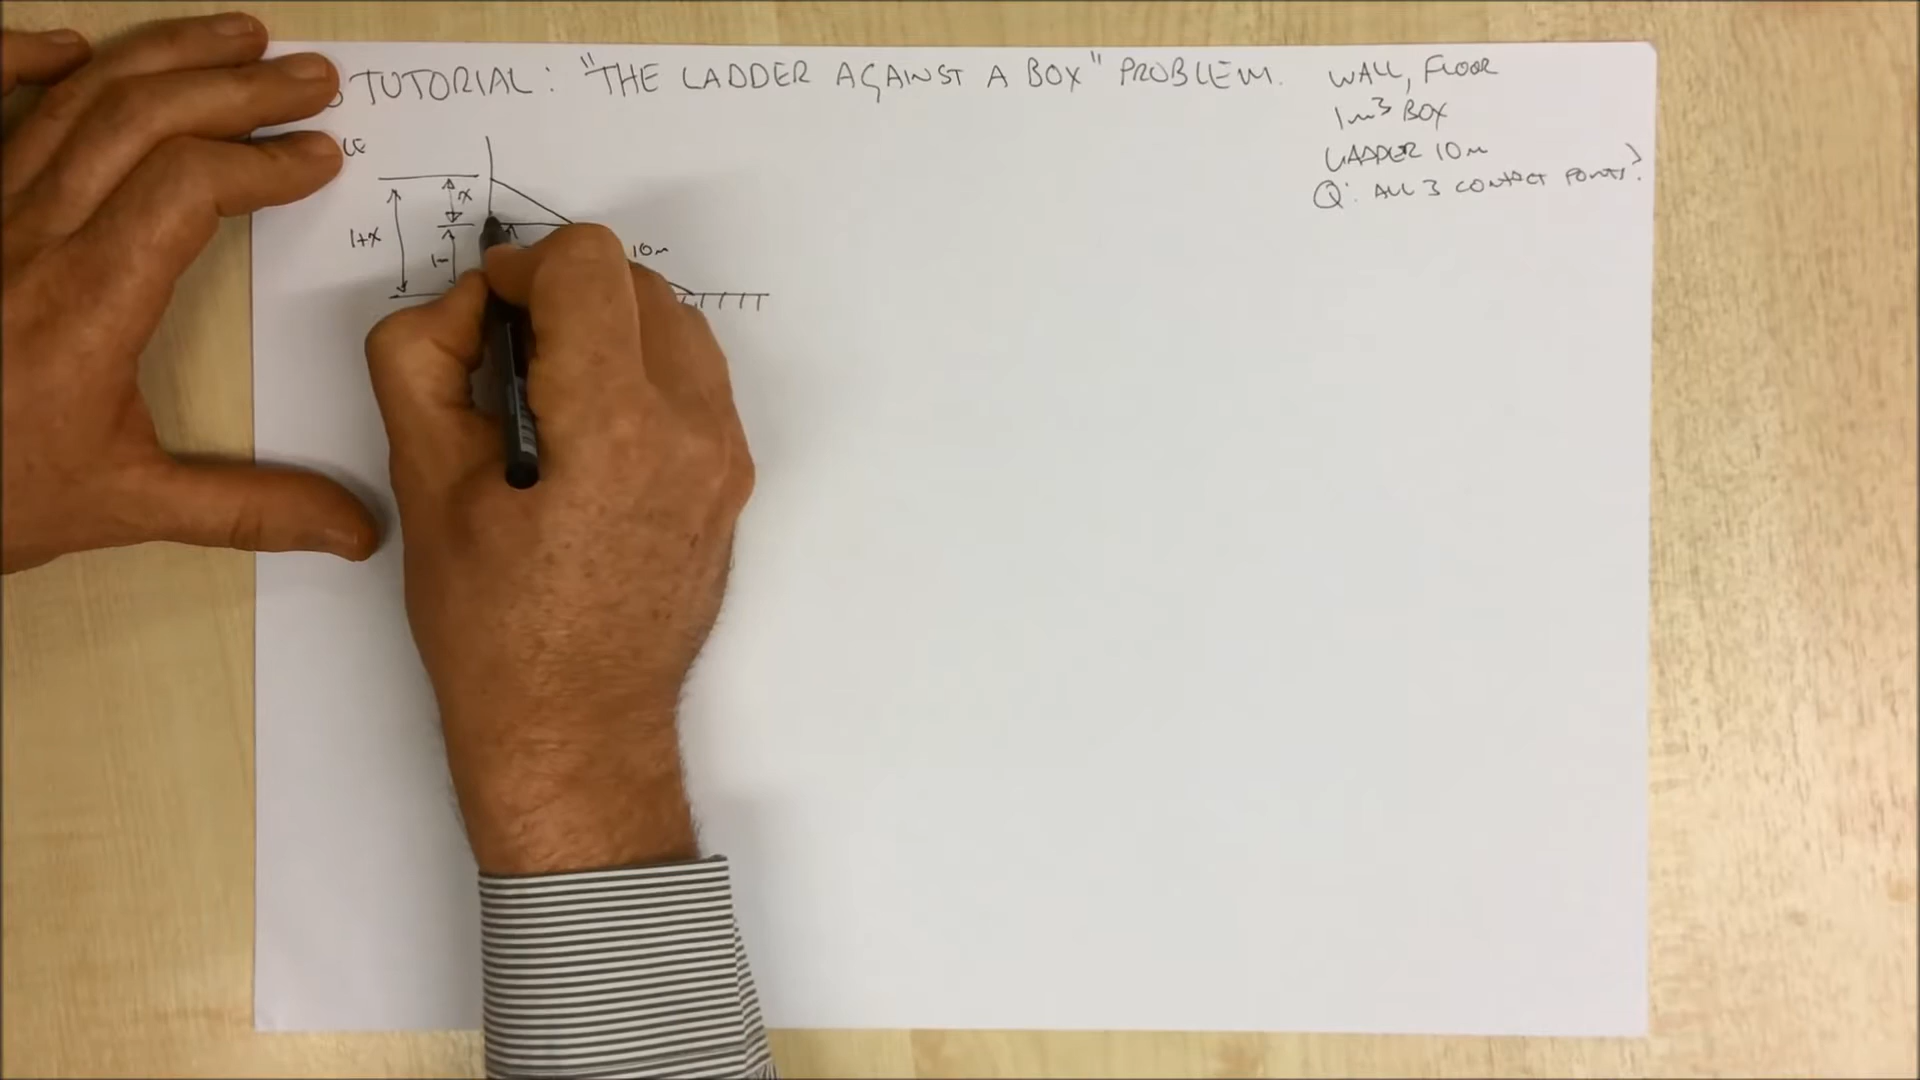 TUTORIAL: "THE LADDER AGAINST A BOX" PROBLEM.
WALL, FLOOR
1m³ BOX
LADDER 10m
Q: ALL 3 CONTACT POINTS?
x
1+x
1m
10m